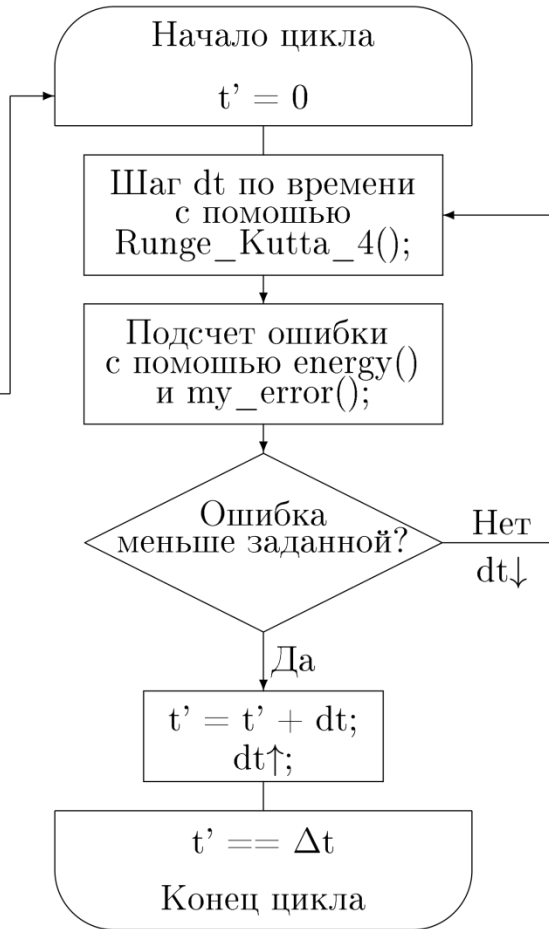 Начало цикла
t’ = 0
Шаг dt по времени
с помошью
Runge_Kutta_4();
Подсчет ошибки
с помошью energy()
и my_error();
Ошибка
меньше заданной?
Нет
dt↓
Да
t’ = t’ + dt;
dt↑;
t’ == Δt
Конец цикла